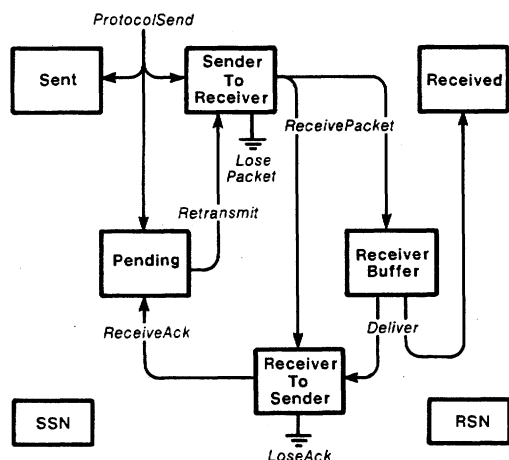 ProtocolSend
Sent
Sender
To
Receiver
Received
ReceivePacket
Lose
Packet
Retransmit
Pending
Receiver
Buffer
ReceiveAck
Deliver
Receiver
To
Sender
SSN
RSN
LoseAck